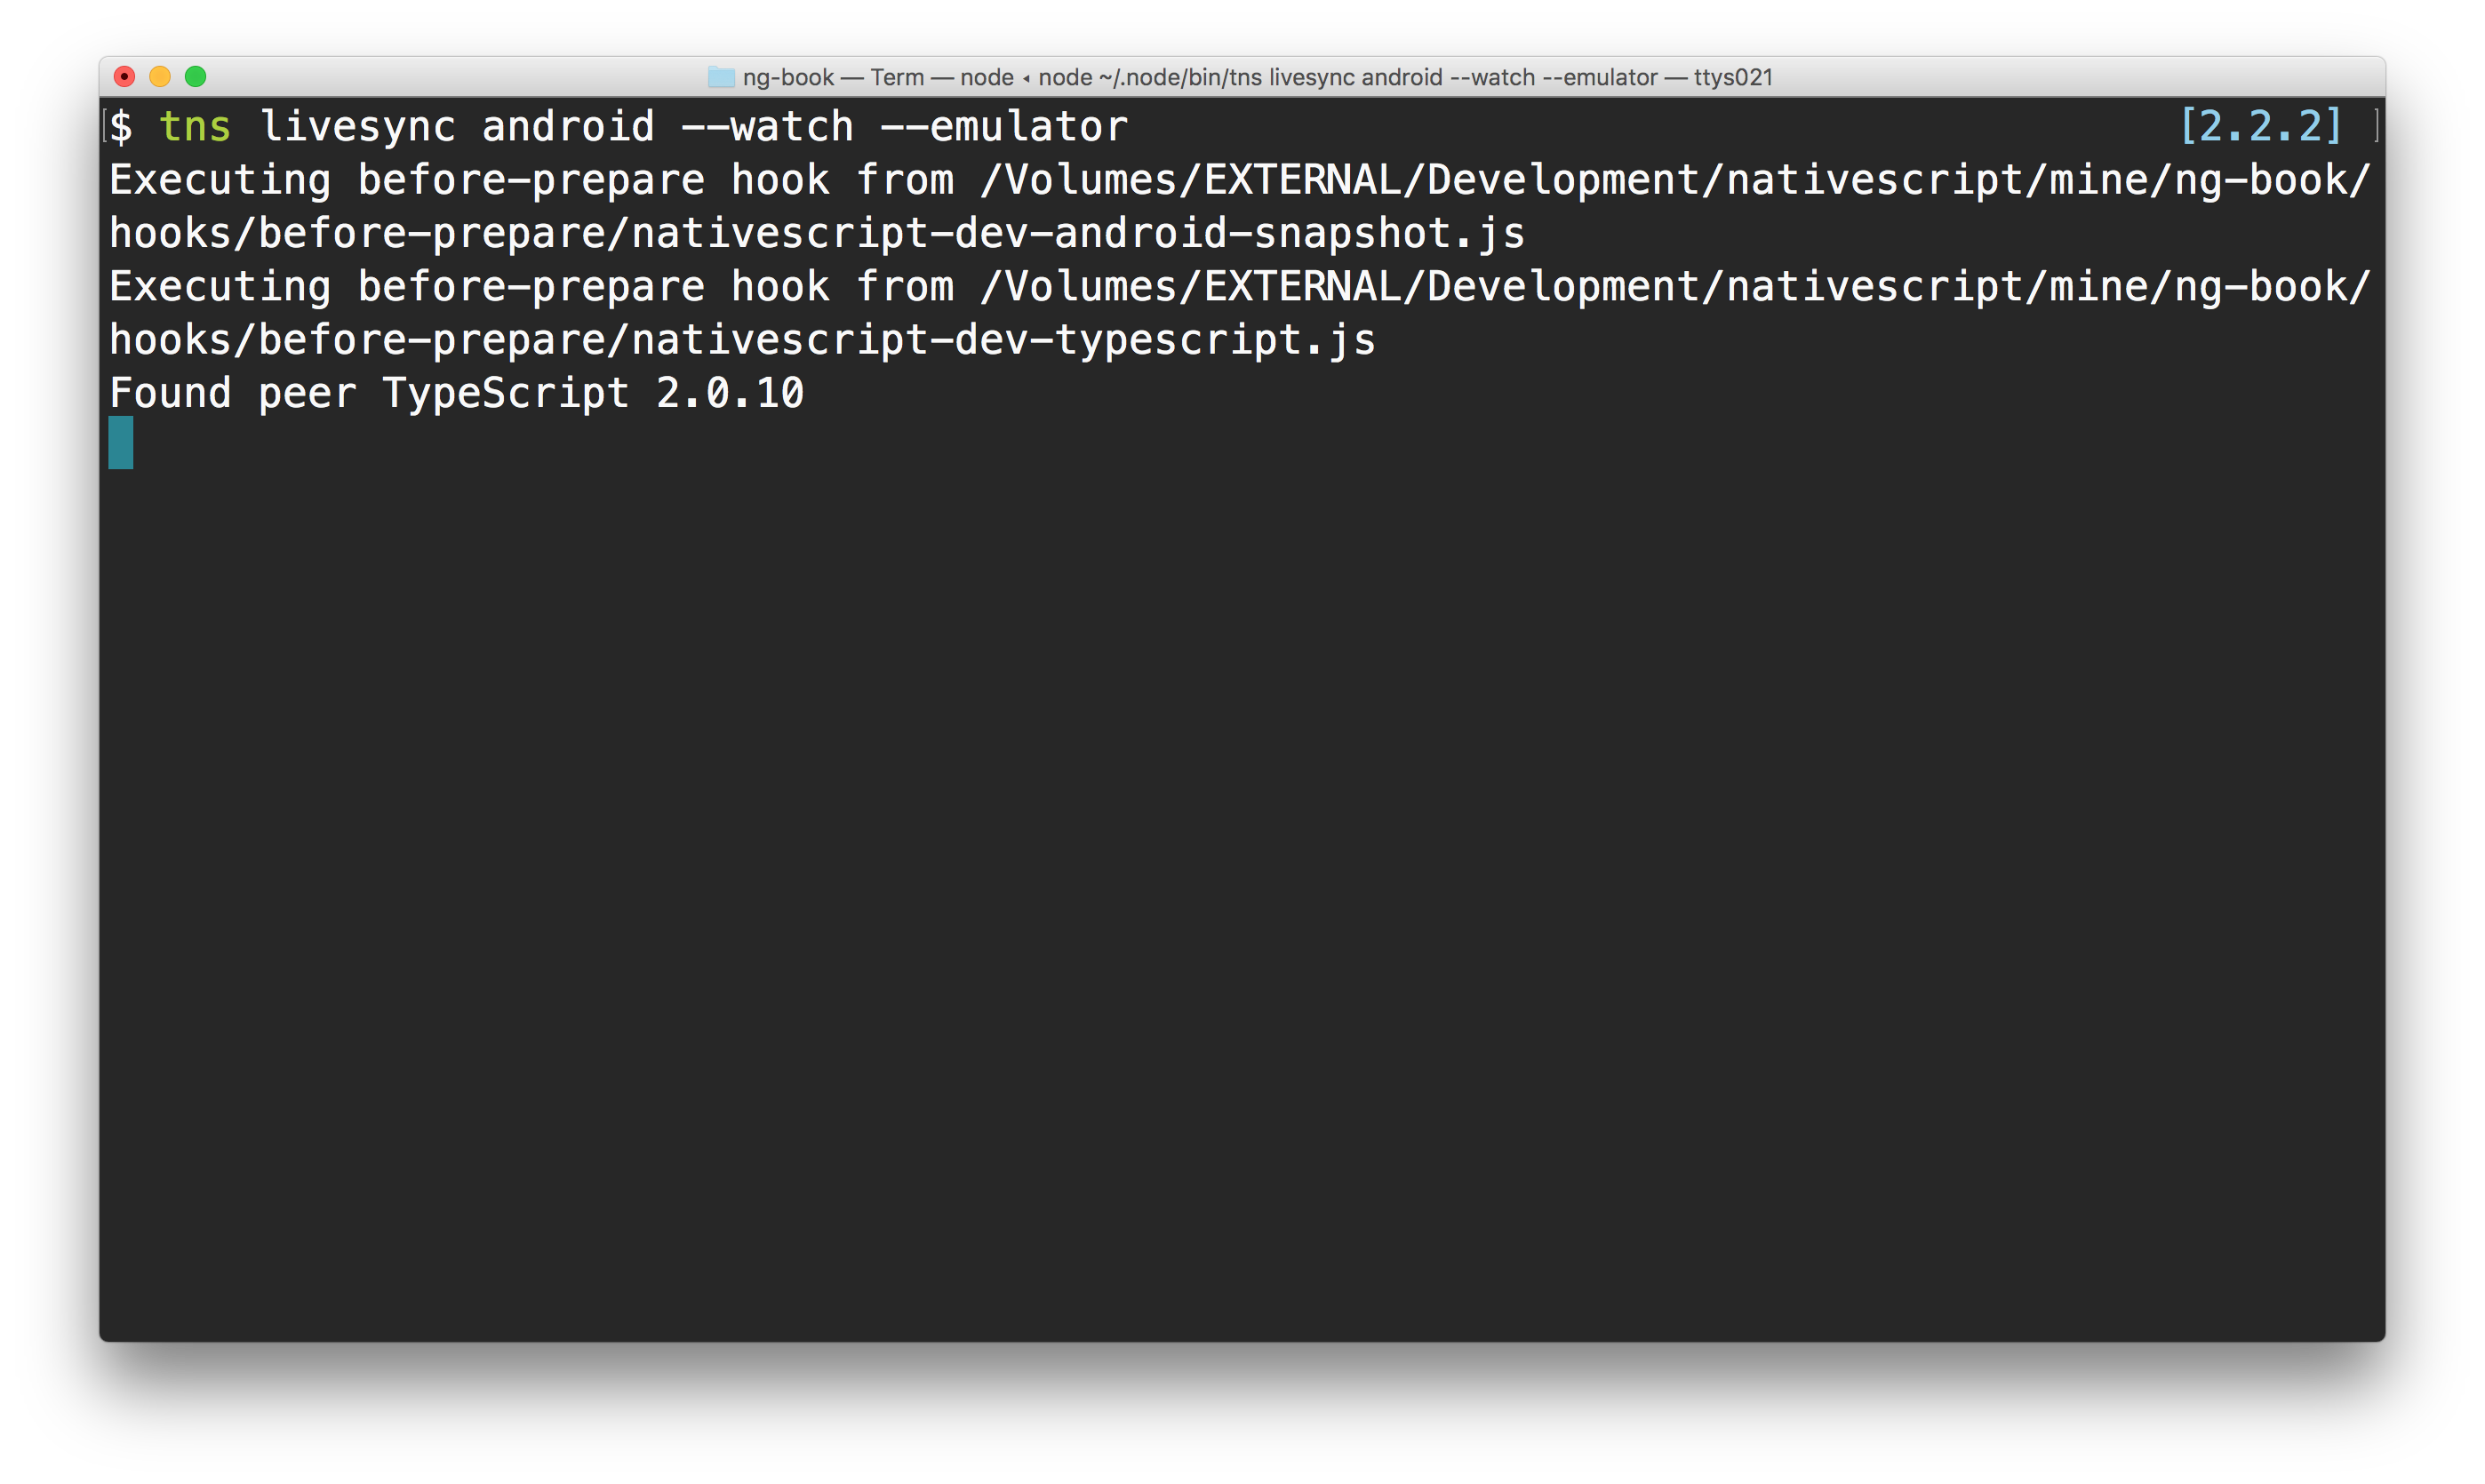 ng-book — Term — node ◂ node ~/.node/bin/tns livesync android --watch --emulator — ttys021
$ tns livesync android --watch --emulator [2.2.2]
Executing before-prepare hook from /Volumes/EXTERNAL/Development/nativescript/mine/ng-book/
hooks/before-prepare/nativescript-dev-android-snapshot.js
Executing before-prepare hook from /Volumes/EXTERNAL/Development/nativescript/mine/ng-book/
hooks/before-prepare/nativescript-dev-typescript.js
Found peer TypeScript 2.0.10